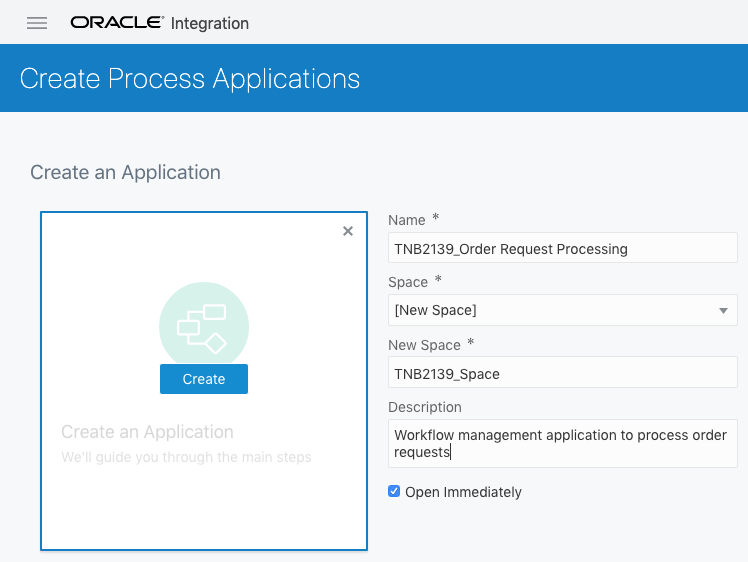 ORACLE® Integration
Create Process Applications
Create an Application
Create
Create an Application
We'll guide you through the main steps
Name *
TNB2139_Order Request Processing
Space *
[New Space]
New Space *
TNB2139_Space
Description
Workflow management application to process order
requests
Open Immediately